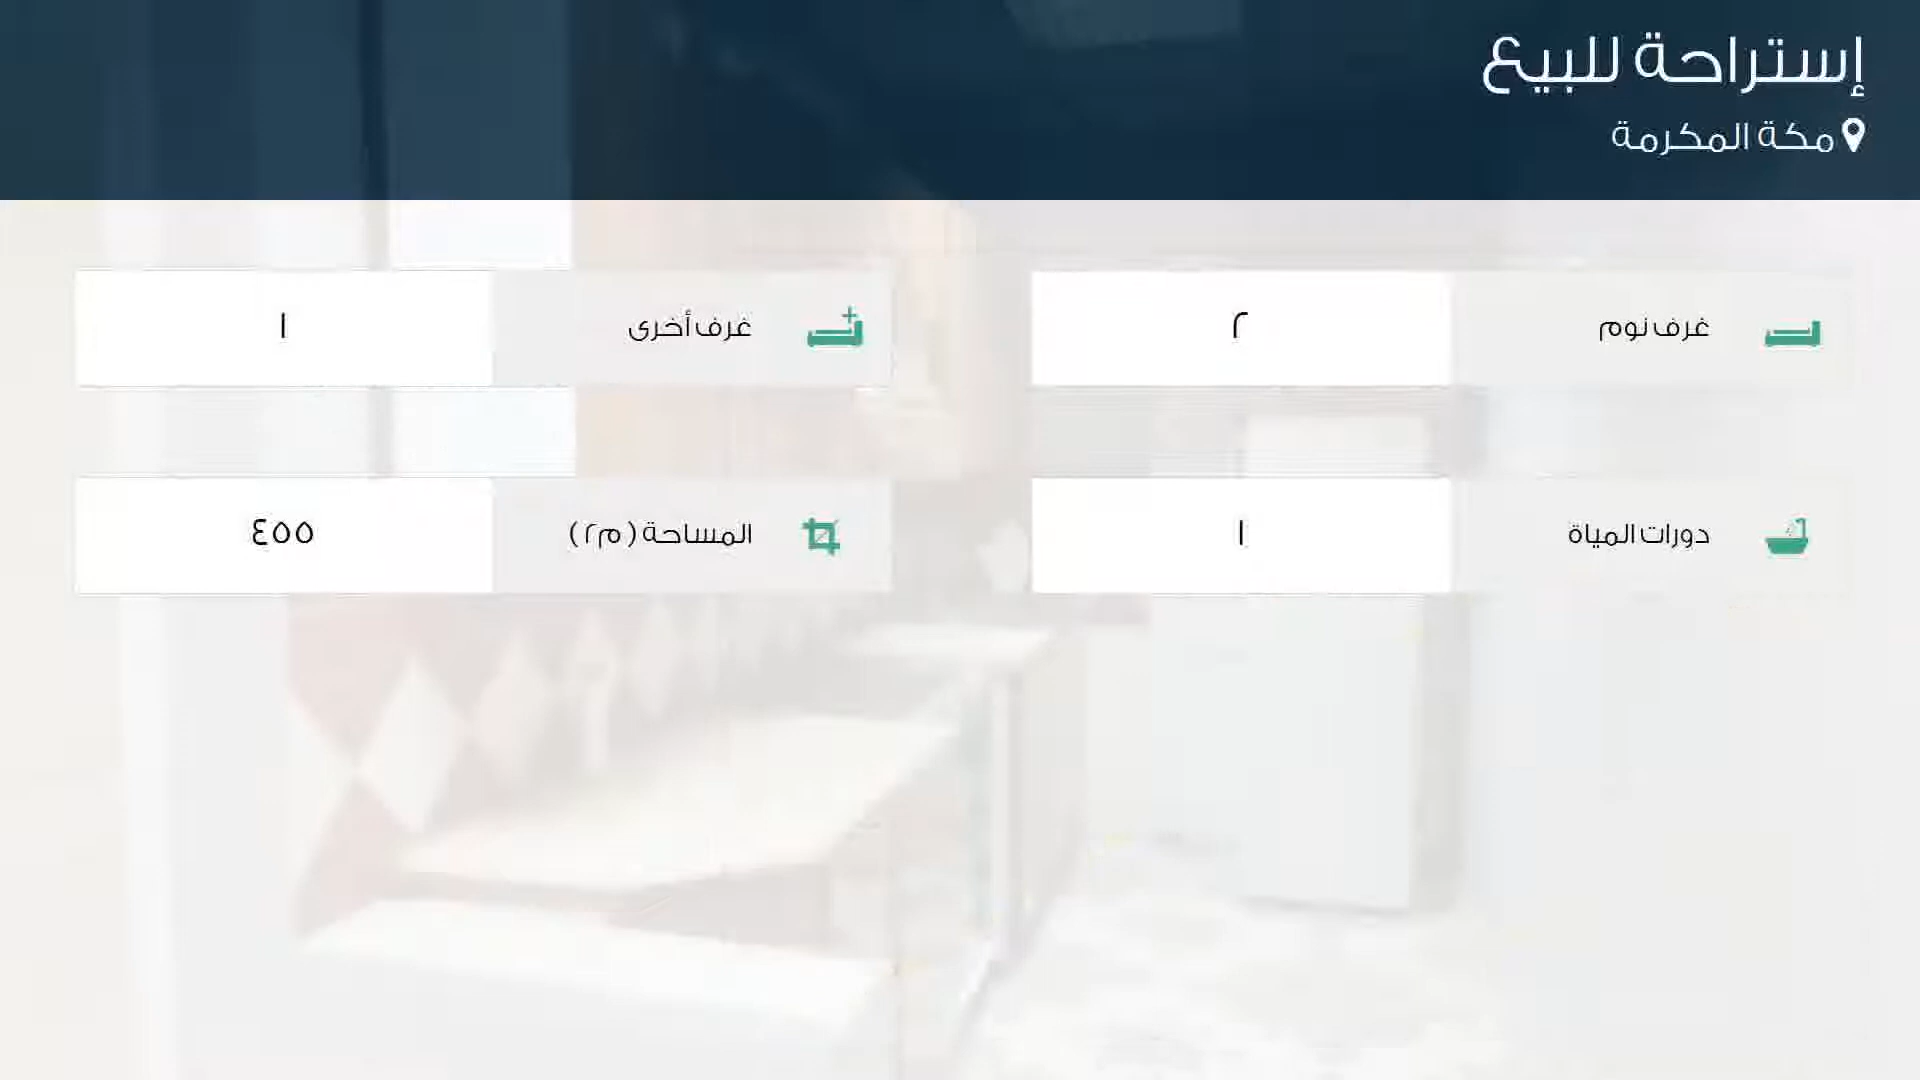 إستراحة للبيع
مكة المكرمة
غرف نوم
٢
غرف أخرى
١
دورات المياة
١
المساحة (م٢)
٤٥٥